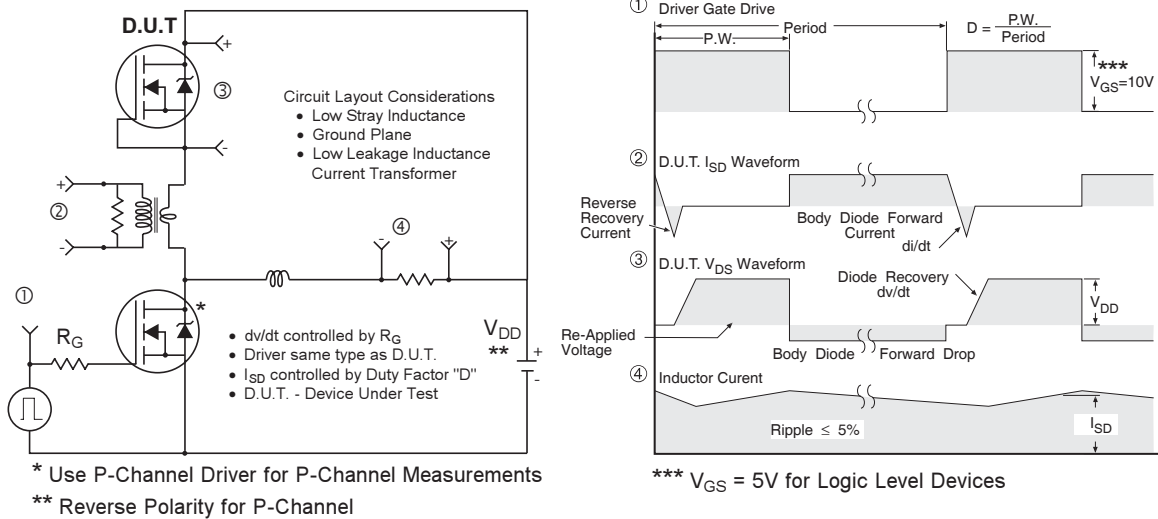 D.U.T
+
③
-
Circuit Layout Considerations
• Low Stray Inductance
• Ground Plane
• Low Leakage Inductance
Current Transformer
+
②
-
④
-
+
①
R_G
*
• dv/dt controlled by R_G
• Driver same type as D.U.T.
• I_SD controlled by Duty Factor "D"
• D.U.T. - Device Under Test
V_DD
**
+
-
* Use P-Channel Driver for P-Channel Measurements
** Reverse Polarity for P-Channel
① Driver Gate Drive
P.W.
Period
D = P.W.
Period
***
V_GS=10V
② D.U.T. I_SD Waveform
Reverse
Recovery
Current
Body Diode Forward
Current
di/dt
③ D.U.T. V_DS Waveform
Diode Recovery
dv/dt
V_DD
Re-Applied
Voltage
Body Diode Forward Drop
④ Inductor Curent
Ripple ≤ 5%
I_SD
*** V_GS = 5V for Logic Level Devices